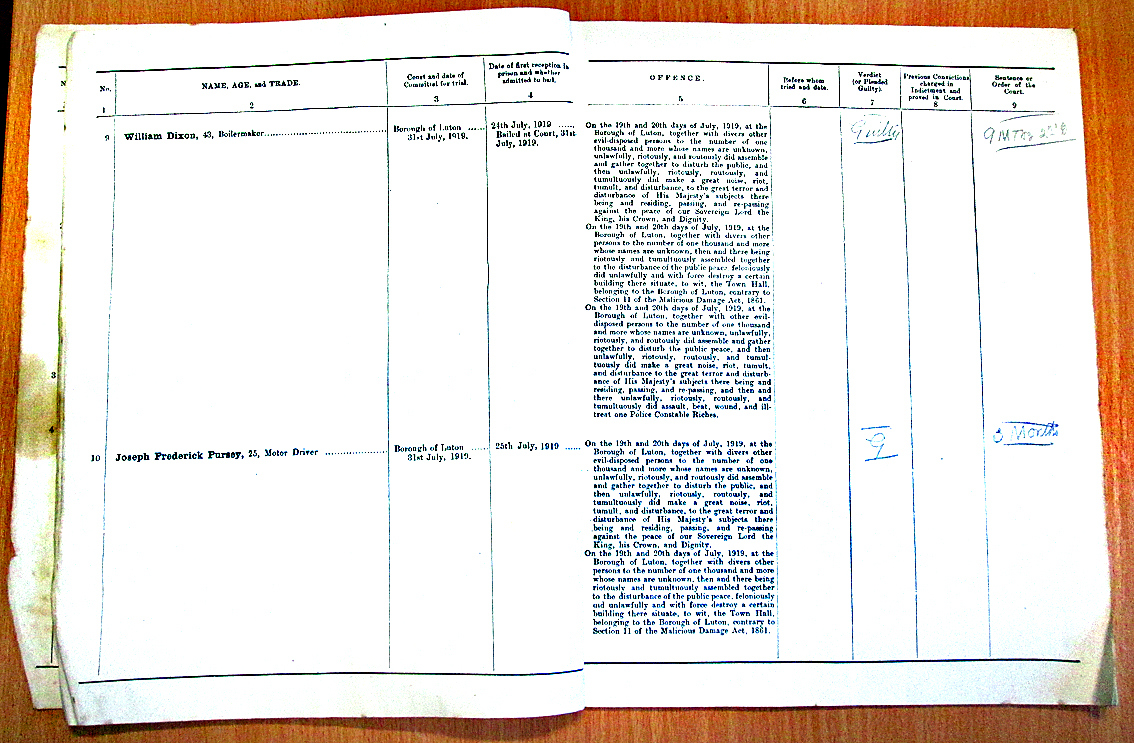 No.
NAME, AGE, and TRADE.
Court and date of
Committal for trial.
Date of first reception in
prison and whether
admitted to bail.
OFFENCE.
Before whom
tried and date.
Verdict
(or Pleaded
Guilty).
Previous Convictions
charged in
Indictment and
proved in Court.
Sentence or
Order of the
Court.
1
2
3
4
5
6
7
8
9
9
William Dixon, 43, Boilermaker
Borough of Luton
31st July, 1919.
24th July, 1919
Bailed at Court, 31st
July, 1919.
On the 19th and 20th days of July, 1919, at the
Borough of Luton, together with divers other
evil-disposed persons to the number of one
thousand and more whose names are unknown,
unlawfully, riotously, and routously did assemble
and gather together to disturb the public, and
then unlawfully, riotously, routously, and
tumultuously did make a great noise, riot,
tumult, and disturbance, to the great terror and
disturbance of His Majesty's subjects there
being and residing, passing, and re-passing
against the peace of our Sovereign Lord the
King, his Crown, and Dignity.
On the 19th and 20th days of July, 1919, at the
Borough of Luton, together with divers other
persons to the number of one thousand and more
whose names are unknown, then and there being
riotously and tumultuously assembled together
to the disturbance of the public peace feloniously
did unlawfully and with force destroy a certain
building there situate, to wit, the Town Hall,
belonging to the Borough of Luton, contrary to
Section 11 of the Malicious Damage Act, 1861.
On the 19th and 20th days of July, 1919, at the
Borough of Luton, together with other evil-
disposed persons to the number of one thousand
and more whose names are unknown, unlawfully,
riotously, and routously did assemble and gather
together to disturb the public peace, and then
unlawfully, riotously, routously, and tumul-
tuously did make a great noise, riot, tumult,
and disturbance to the great terror and disturb-
ance of His Majesty's subjects there being and
residing, passing, and re-passing, and then and
there unlawfully, riotously, routously, and
tumultuously did assault, beat, wound, and ill-
treat one Police Constable Riches.
Guilty
9 M
3
4
10
Joseph Frederick Pursey, 25, Motor Driver
Borough of Luton
31st July, 1919.
25th July, 1919
On the 19th and 20th days of July, 1919, at the
Borough of Luton, together with divers other
evil-disposed persons to the number of one
thousand and more whose names are unknown,
unlawfully, riotously, and routously did assemble
and gather together to disturb the public, and
then unlawfully, riotously, routously, and
tumultuously did make a great noise, riot,
tumult, and disturbance, to the great terror and
disturbance of His Majesty's subjects there
being and residing, passing, and re-passing
against the peace of our Sovereign Lord the
King, his Crown, and Dignity.
On the 19th and 20th days of July, 1919, at the
Borough of Luton, together with divers other
persons to the number of one thousand and more
whose names are unknown, then and there being
riotously and tumultuously assembled together
to the disturbance of the public peace, feloniously
did unlawfully and with force destroy a certain
building there situate, to wit, the Town Hall,
belonging to the Borough of Luton, contrary to
Section 11 of the Malicious Damage Act, 1861.
G
3 Months